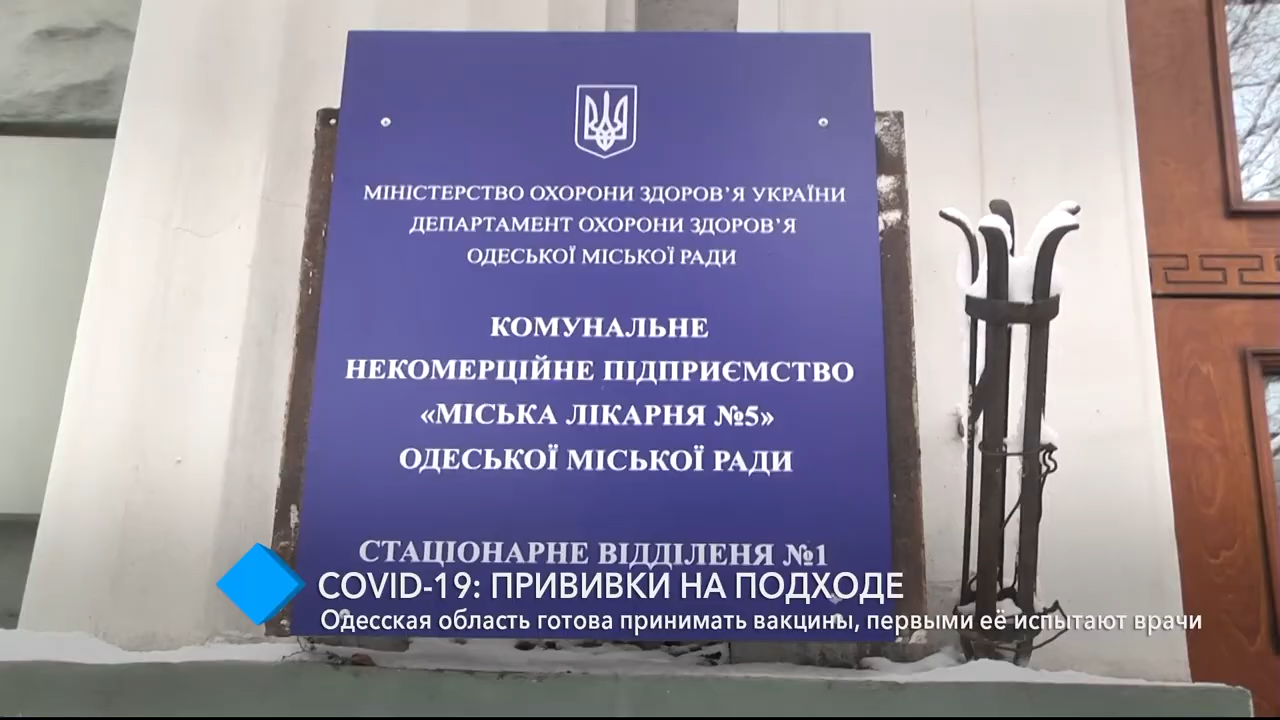 МІНІСТЕРСТВО ОХОРОНИ ЗДОРОВ'Я УКРАЇНИ
ДЕПАРТАМЕНТ ОХОРОНИ ЗДОРОВ'Я
ОДЕСЬКОЇ МІСЬКОЇ РАДИ
КОМУНАЛЬНЕ
НЕКОМЕРЦІЙНЕ ПІДПРИЄМСТВО
«МІСЬКА ЛІКАРНЯ №5»
ОДЕСЬКОЇ МІСЬКОЇ РАДИ
СТАЦІОНАРНЕ ВІДДІЛЕНЯ №1
COVID-19: ПРИВИВКИ НА ПОДХОДЕ
Одесская область готова принимать вакцины, первыми её испытают врачи